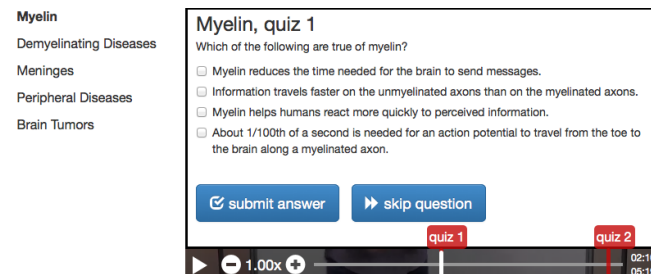 Myelin
Demyelinating Diseases
Meninges
Peripheral Diseases
Brain Tumors
Myelin, quiz 1
Which of the following are true of myelin?
Myelin reduces the time needed for the brain to send messages.
Information travels faster on the unmyelinated axons than on the myelinated axons.
Myelin helps humans react more quickly to perceived information.
About 1/100th of a second is needed for an action potential to travel from the toe to
the brain along a myelinated axon.
submit answer
skip question
quiz 1
quiz 2
1.00x